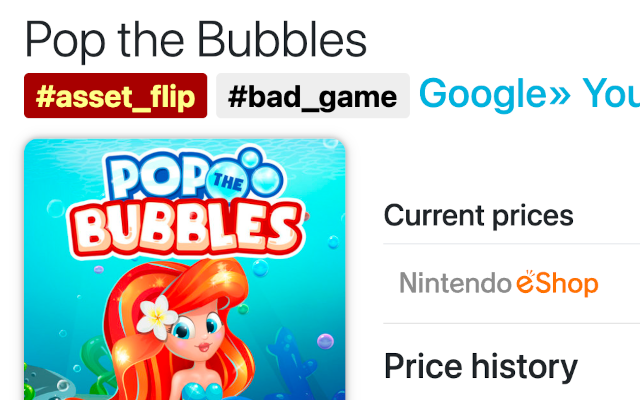 Pop the Bubbles
#asset_flip #bad_game Google» You
POP THE
BUBBLES
Current prices
Nintendo eShop
Price history